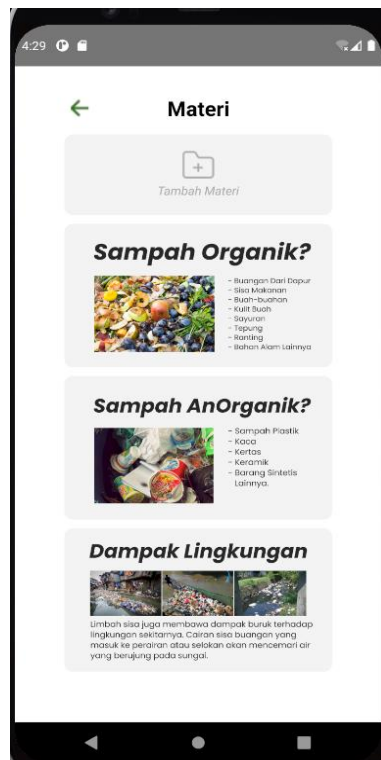 4:29
Materi
Tambah Materi
Sampah Organik?
- Buangan Dari Dapur
- Sisa Makanan
- Buah-buahan
- Kulit Buah
- Sayuran
- Tepung
- Ranting
- Bahan Alam Lainnya
Sampah AnOrganik?
- Sampah Plastik
- Kaca
- Kertas
- Keramik
- Barang Sintetis
Lainnya.
Dampak Lingkungan
Limbah sisa juga membawa dampak buruk terhadap
lingkungan sekitarnya. Cairan sisa buangan yang
masuk ke perairan atau selokan akan mencemari air
yang berujung pada sungai.